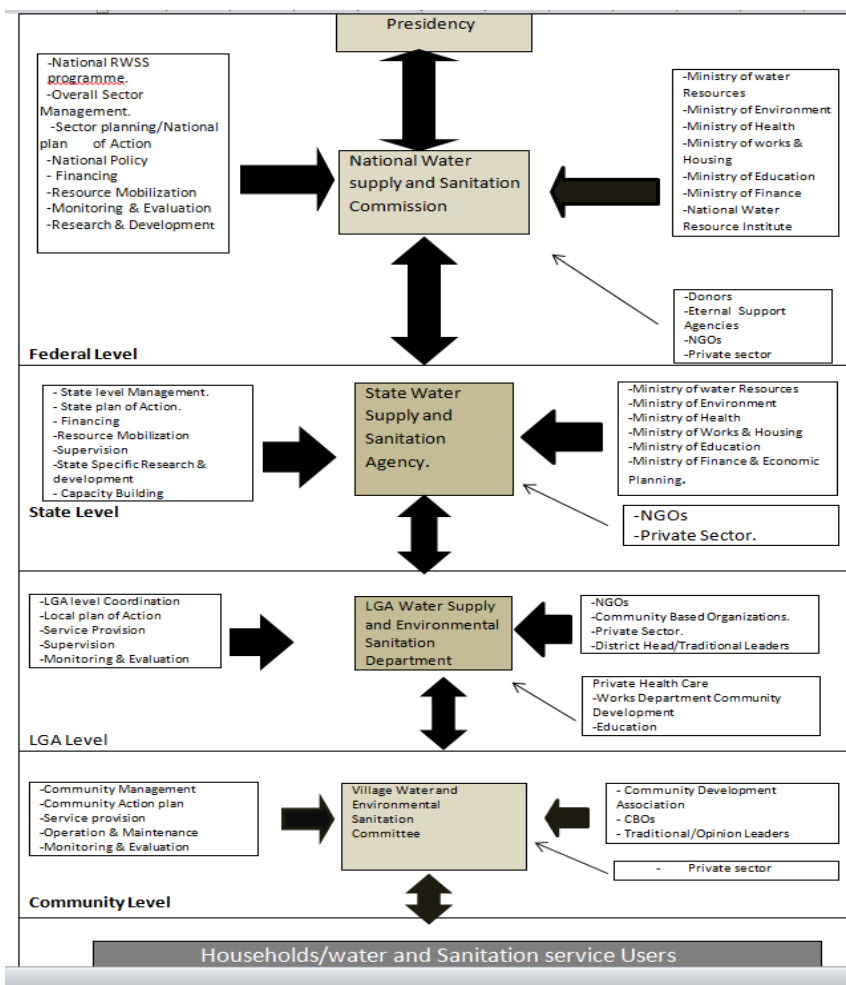 Presidency
-National RWSS
programme.
-Overall Sector
Management.
-Sector planning/National
plan of Action
-National Policy
- Financing
-Resource Mobilization
-Monitoring & Evaluation
-Research & Development
National Water
supply and Sanitation
Commission
-Ministry of water
Resources
-Ministry of Environment
-Ministry of Health
-Ministry of works &
Housing
-Ministry of Education
-Ministry of Finance
-National Water
Resource Institute
-Donors
-Eternal Support
Agencies
-NGOs
-Private sector
Federal Level
- State level Management.
- State plan of Action.
- Financing
-Resource Mobilization
-Supervision
-State Specific Research &
development
- Capacity Building
State Water
Supply and
Sanitation
Agency.
-Ministry of water Resources
-Ministry of Environment
-Ministry of Health
-Ministry of Works & Housing
-Ministry of Education
-Ministry of Finance & Economic
Planning.
-NGOs
-Private Sector.
State Level
-LGA level Coordination
-Local plan of Action
-Service Provision
-Supervision
-Monitoring & Evaluation
LGA Water Supply
and Environmental
Sanitation
Department
-NGOs
-Community Based Organizations.
-Private Sector.
-District Head/Traditional Leaders
Private Health Care
-Works Department Community
Development
-Education
LGA Level
-Community Management
-Community Action plan
-Service provision
-Operation & Maintenance
-Monitoring & Evaluation
Village Water and
Environmental
Sanitation
Committee
- Community Development
Association
- CBOs
- Traditional/Opinion Leaders
- Private sector
Community Level
Households/water and Sanitation service Users